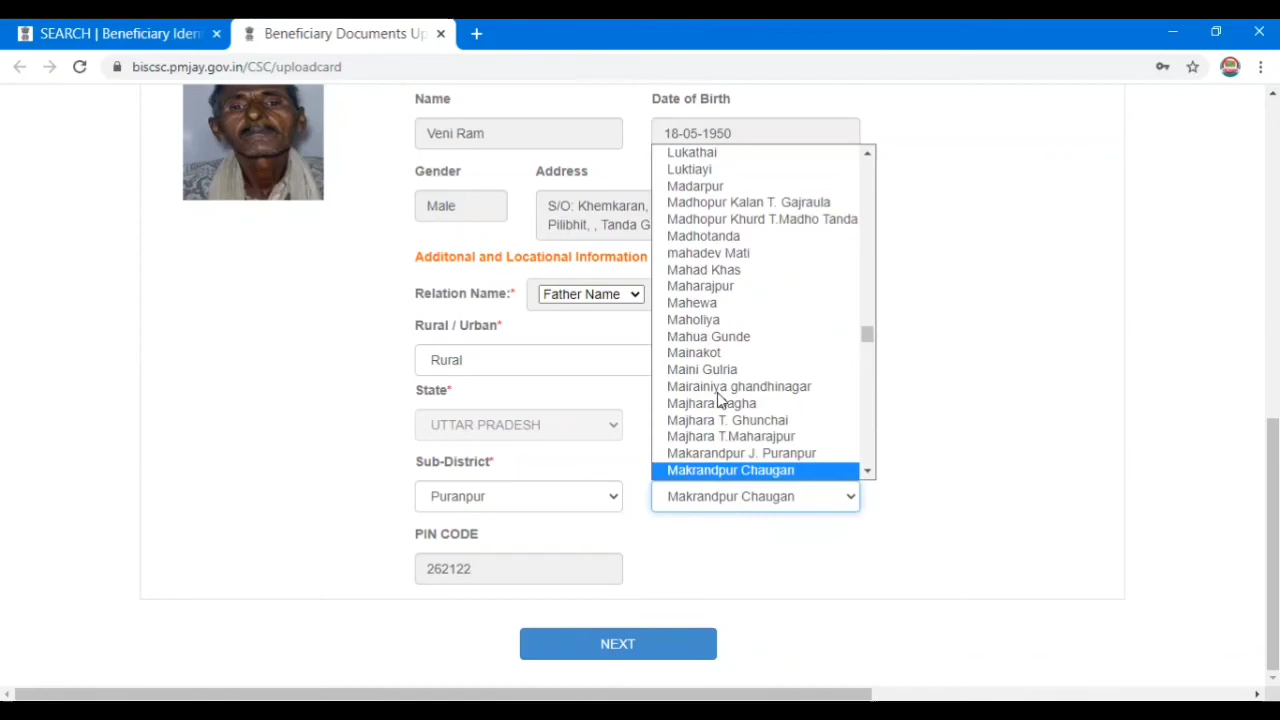 SEARCH | Beneficiary Iden
Beneficiary Documents Up
biscsc.pmjay.gov.in/CSC/uploadcard
Name
Date of Birth
Veni Ram
18-05-1950
Gender
Address
Male
S/O: Khemkaran,
Pilibhit, , Tanda G
Additonal and Locational Information
Relation Name:*
Father Name
Rural / Urban*
Rural
State*
UTTAR PRADESH
Sub-District*
Puranpur
PIN CODE
262122
Lukathai
Luktiayi
Madarpur
Madhopur Kalan T. Gajraula
Madhopur Khurd T.Madho Tanda
Madhotanda
mahadev Mati
Mahad Khas
Maharajpur
Mahewa
Maholiya
Mahua Gunde
Mainakot
Maini Gulria
Mairainiya ghandhinagar
Majhara
Majhara T. Ghunchai
Majhara T.Maharajpur
Makarandpur J. Puranpur
Makrandpur Chaugan
Makrandpur Chaugan
NEXT